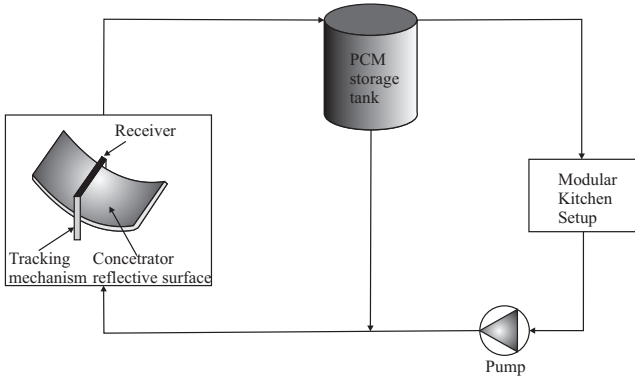 PCM
storage
tank
Receiver
Tracking
mechanism
Concetrator
reflective surface
Modular
Kitchen
Setup
Pump